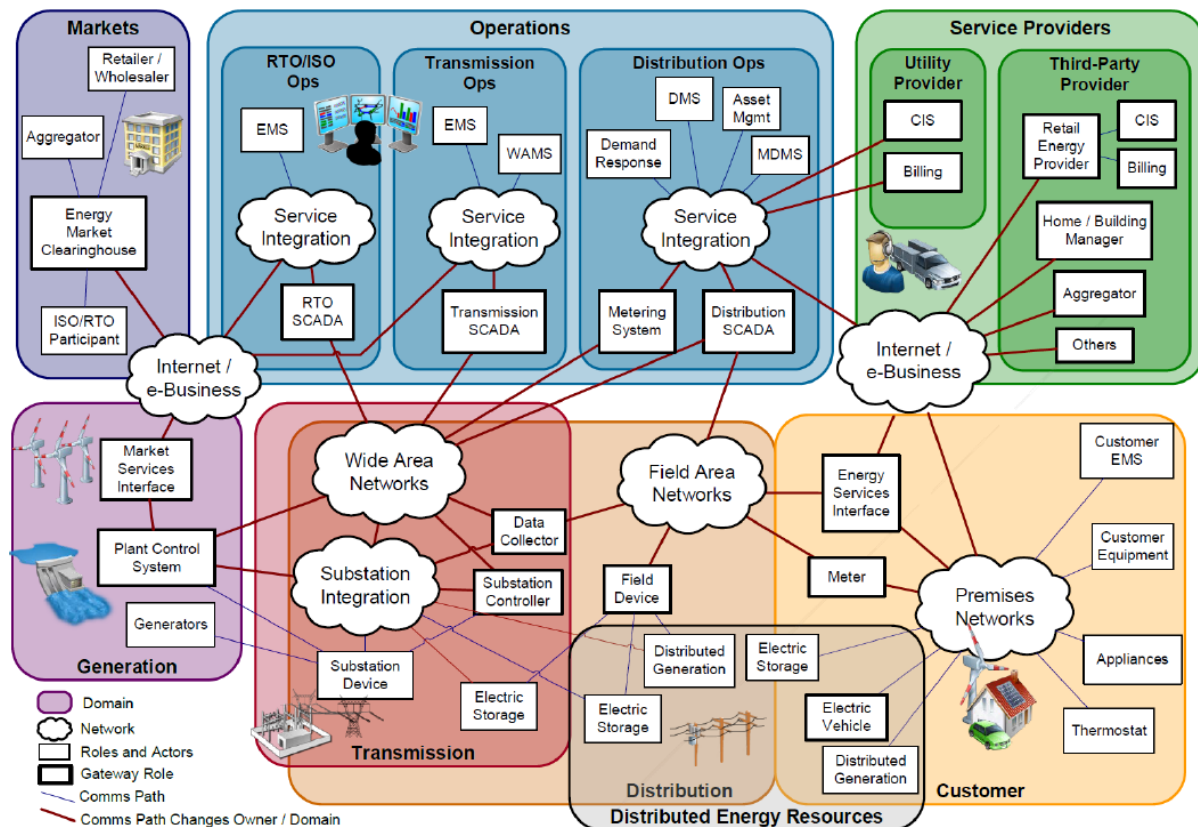 Markets
Retailer /
Wholesaler
Aggregator
Energy
Market
Clearinghouse
ISO/RTO
Participant
Operations
RTO/ISO
Ops
EMS
Service
Integration
RTO
SCADA
Transmission
Ops
EMS
WAMS
Service
Integration
Transmission
SCADA
Distribution Ops
DMS
Asset
Mgmt
Demand
Response
MDMS
Service
Integration
Metering
System
Distribution
SCADA
Service Providers
Utility
Provider
CIS
Billing
Third-Party
Provider
Retail
Energy
Provider
CIS
Billing
Home / Building
Manager
Aggregator
Others
Internet /
e-Business
Internet /
e-Business
Market
Services
Interface
Plant Control
System
Generators
Generation
Wide Area
Networks
Substation
Integration
Data
Collector
Substation
Controller
Substation
Device
Electric
Storage
Transmission
Field Area
Networks
Field
Device
Distributed
Generation
Electric
Storage
Distribution
Energy
Services
Interface
Meter
Premises
Networks
Customer
EMS
Customer
Equipment
Appliances
Thermostat
Electric
Storage
Electric
Vehicle
Distributed
Generation
Customer
Distributed Energy Resources
Domain
Network
Roles and Actors
Gateway Role
Comms Path
Comms Path Changes Owner / Domain